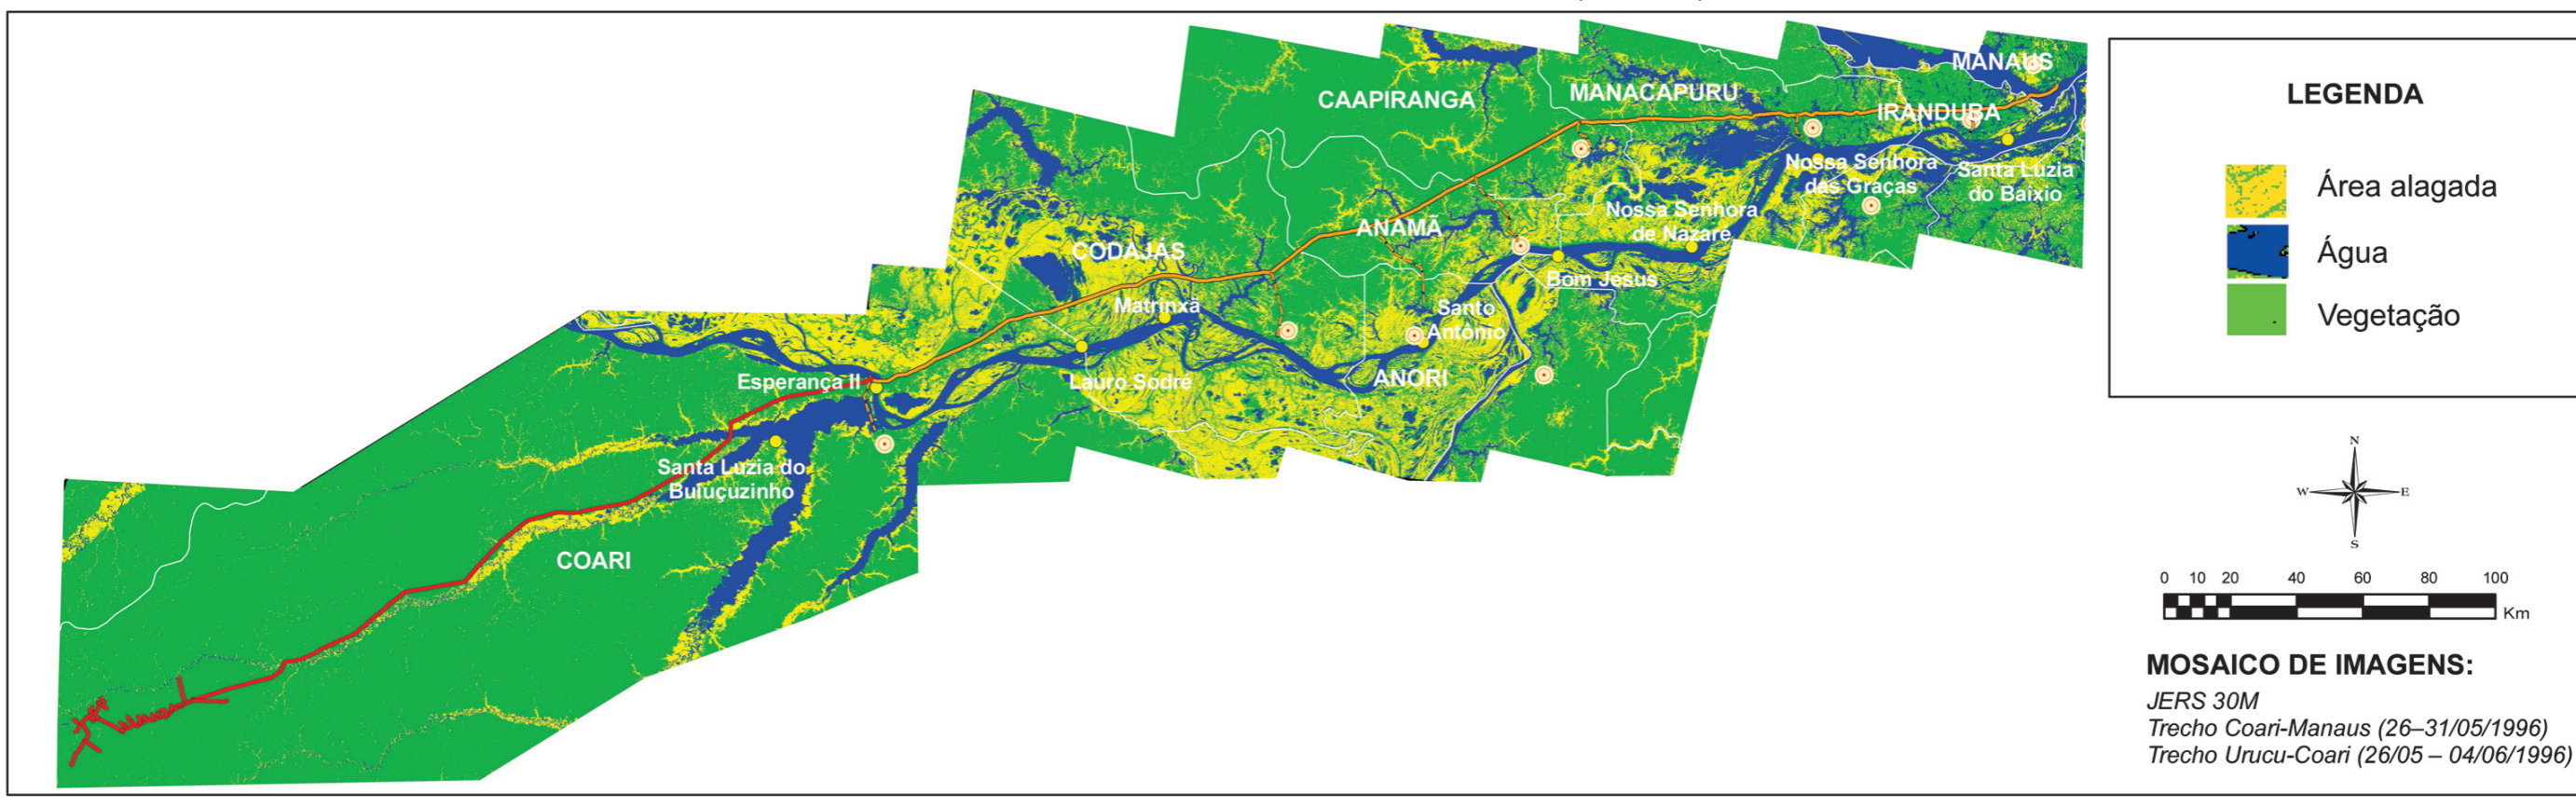 MANAUS
CAAPIRANGA
MANACAPURU
IRANDUBA
Nossa Senhora
das Graças
Santa Luzia
do Baixio
Nossa Senhora
de Nazaré
ANAMÃ
CODAJÁS
Bom Jesus
Matrinxã
Santo
Antônio
Esperança II
Lauro Sodré
ANORI
Santa Luzia do
Buiuçuzinho
COARI
LEGENDA
Área alagada
Água
Vegetação
N
W
E
S
0 10 20 40 60 80 100
Km
MOSAICO DE IMAGENS:
JERS 30M
Trecho Coari-Manaus (26–31/05/1996)
Trecho Urucu-Coari (26/05 – 04/06/1996)